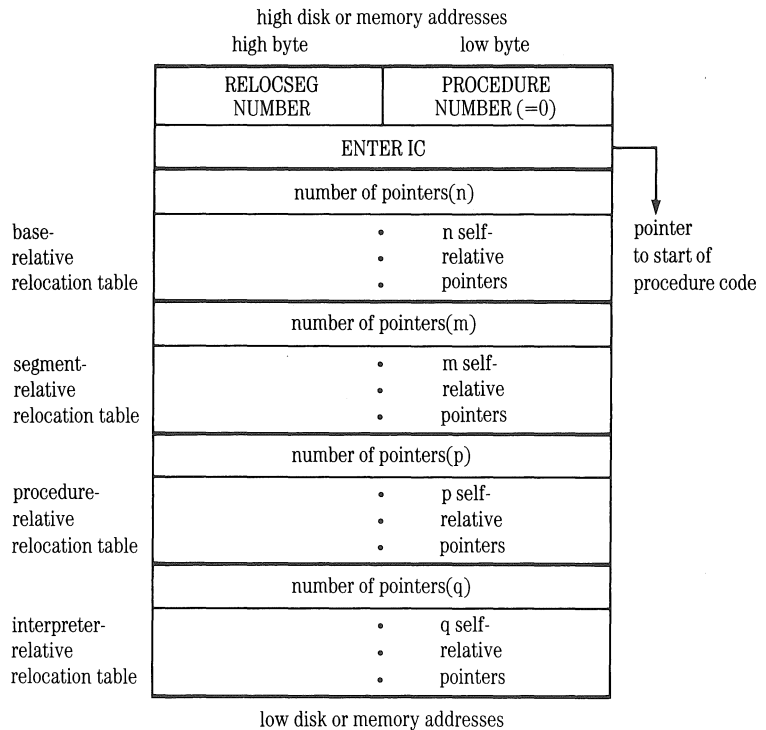 high disk or memory addresses
high byte low byte
RELOCSEG NUMBER PROCEDURE NUMBER (=0)
ENTER IC
number of pointers(n)
base-
relative
relocation table
n self-
relative
pointers
pointer
to start of
procedure code
number of pointers(m)
segment-
relative
relocation table
m self-
relative
pointers
number of pointers(p)
procedure-
relative
relocation table
p self-
relative
pointers
number of pointers(q)
interpreter-
relative
relocation table
q self-
relative
pointers
low disk or memory addresses